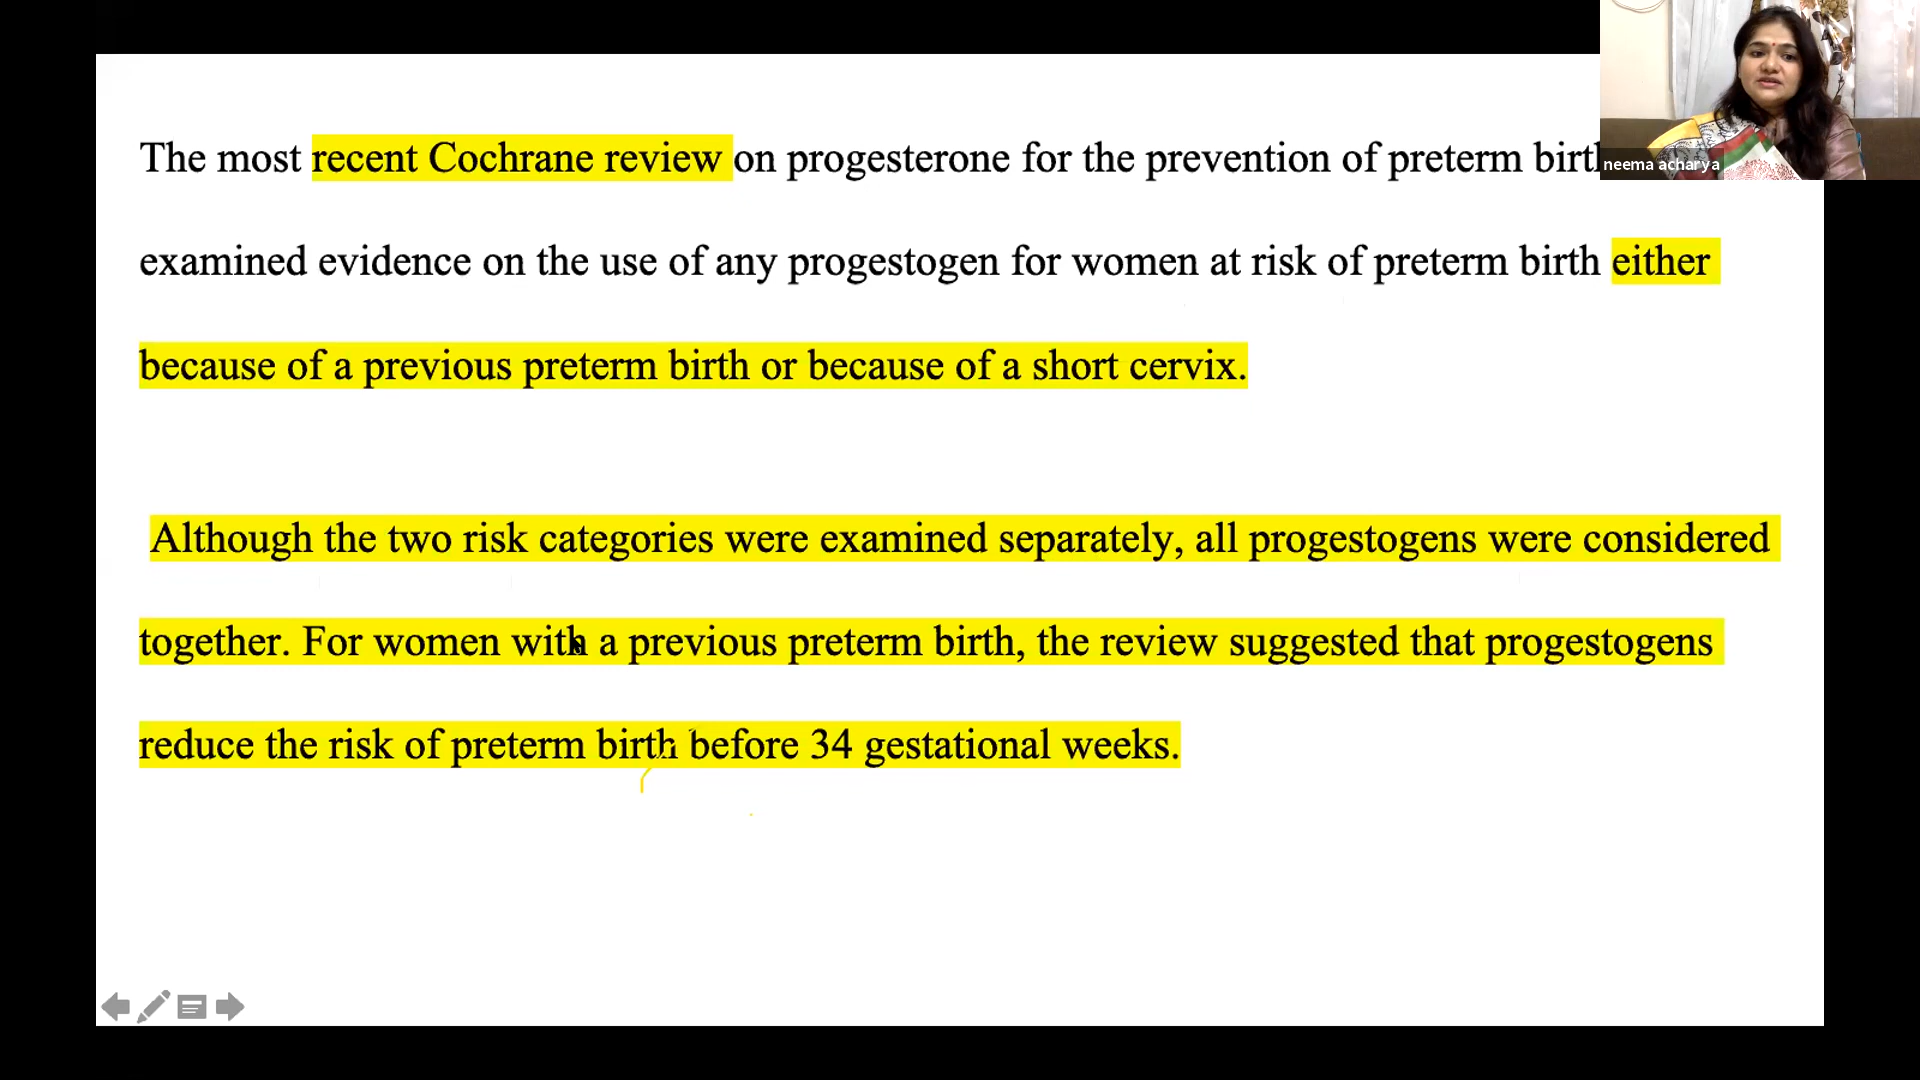 The most recent Cochrane review on progesterone for the prevention of preterm
examined evidence on the use of any progestogen for women at risk of preterm birth either
because of a previous preterm birth or because of a short cervix.
Although the two risk categories were examined separately, all progestogens were considered
together. For women with a previous preterm birth, the review suggested that progestogens
reduce the risk of preterm birth before 34 gestational weeks.
neema acharya